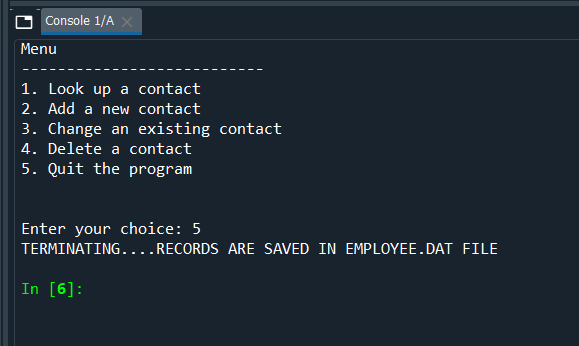 Console 1/A
Menu
---------------------------
1. Look up a contact
2. Add a new contact
3. Change an existing contact
4. Delete a contact
5. Quit the program
Enter your choice: 5
TERMINATING....RECORDS ARE SAVED IN EMPLOYEE.DAT FILE
In [6]: